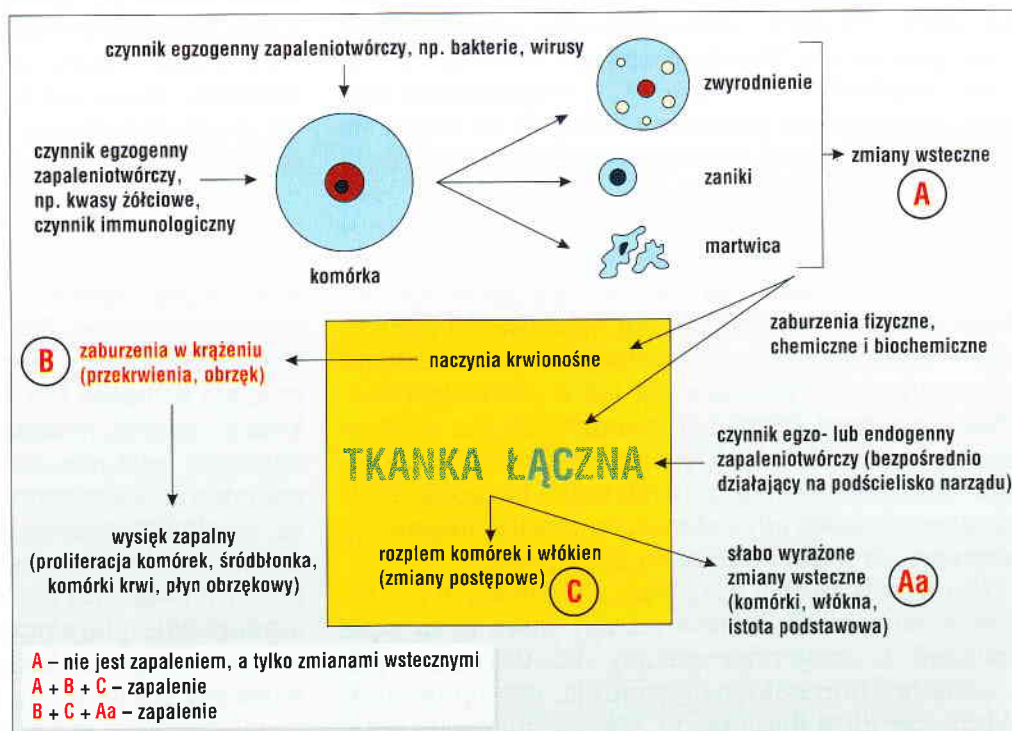 czynnik egzogenny zapaleniotwórczy, np. bakterie, wirusy
zwyrodnienie
czynnik egzogenny
zapaleniotwórczy,
np. kwasy żółciowe,
czynnik immunologiczny
komórka
zaniki
martwica
zmiany wsteczne
A
zaburzenia fizyczne,
chemiczne i biochemiczne
B
zaburzenia w krążeniu
(przekrwienia, obrzęk)
naczynia krwionośne
TKANKA ŁĄCZNA
czynnik egzo- lub endogenny
zapaleniotwórczy (bezpośrednio
działający na podścielisko narządu)
wysięk zapalny
(proliferacja komórek, śródbłonka,
komórki krwi, płyn obrzękowy)
rozplem komórek i włókien
(zmiany postępowe)
C
słabo wyrażone
zmiany wsteczne
(komórki, włókna,
istota podstawowa)
Aa
A – nie jest zapaleniem, a tylko zmianami wstecznymi
A + B + C – zapalenie
B + C + Aa – zapalenie